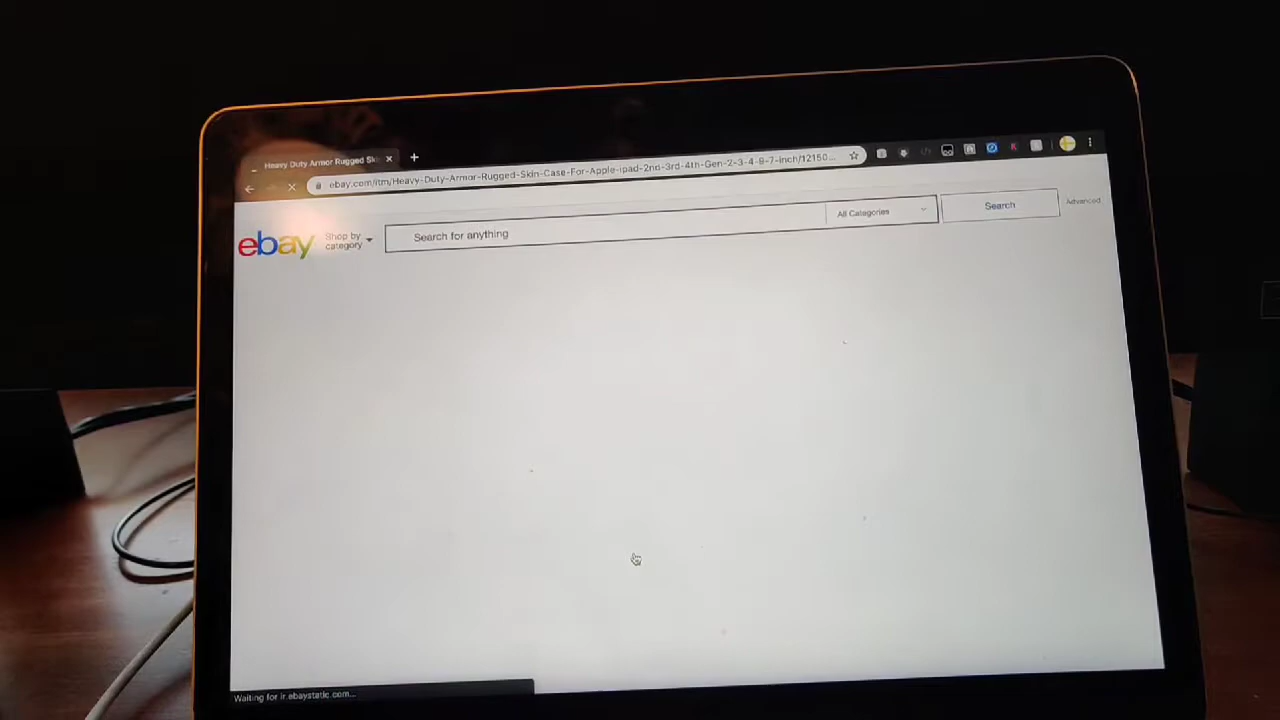 Heavy Duty Armor Rugged Ski
ebay.com/itm/Heavy-Duty-Armor-Rugged-Skin-Case-For-Apple-ipad-2nd-3rd-4th-Gen-2-3-4-9-7-inch/12150...
ebay
Shop by
category
Search for anything
All Categories
Search
Advanced
Waiting for ir.ebaystatic.com...